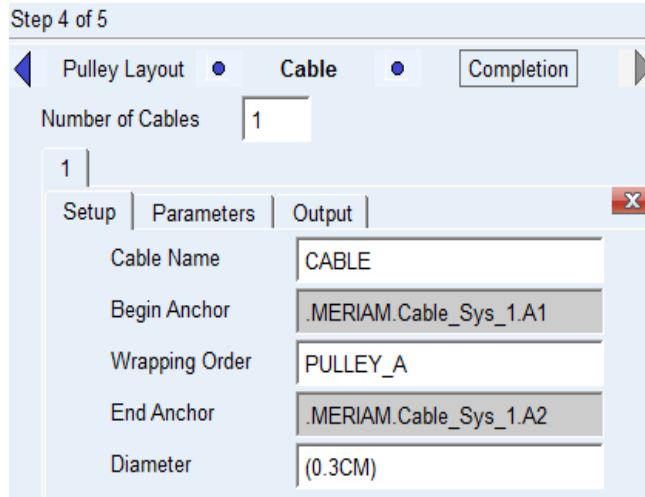 Step 4 of 5
Pulley Layout Cable Completion
Number of Cables 1
1
Setup Parameters Output X
Cable Name CABLE
Begin Anchor .MERIAM.Cable_Sys_1.A1
Wrapping Order PULLEY_A
End Anchor .MERIAM.Cable_Sys_1.A2
Diameter (0.3CM)